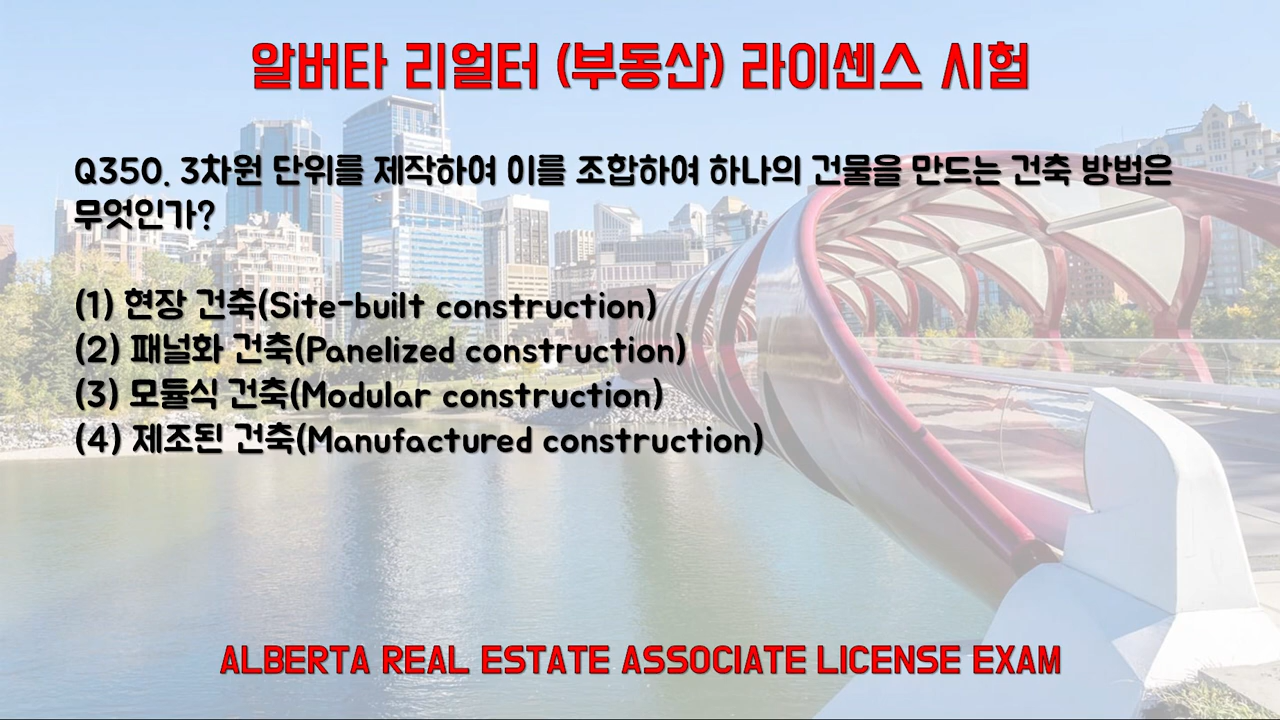 알버타 리얼터 (부동산) 라이센스 시험
Q350. 3차원 단위를 제작하여 이를 조합하여 하나의 건물을 만드는 건축 방법은
무엇인가?
(1) 현장 건축(Site-built construction)
(2) 패널화 건축(Panelized construction)
(3) 모듈식 건축(Modular construction)
(4) 제조된 건축(Manufactured construction)
ALBERTA REAL ESTATE ASSOCIATE LICENSE EXAM